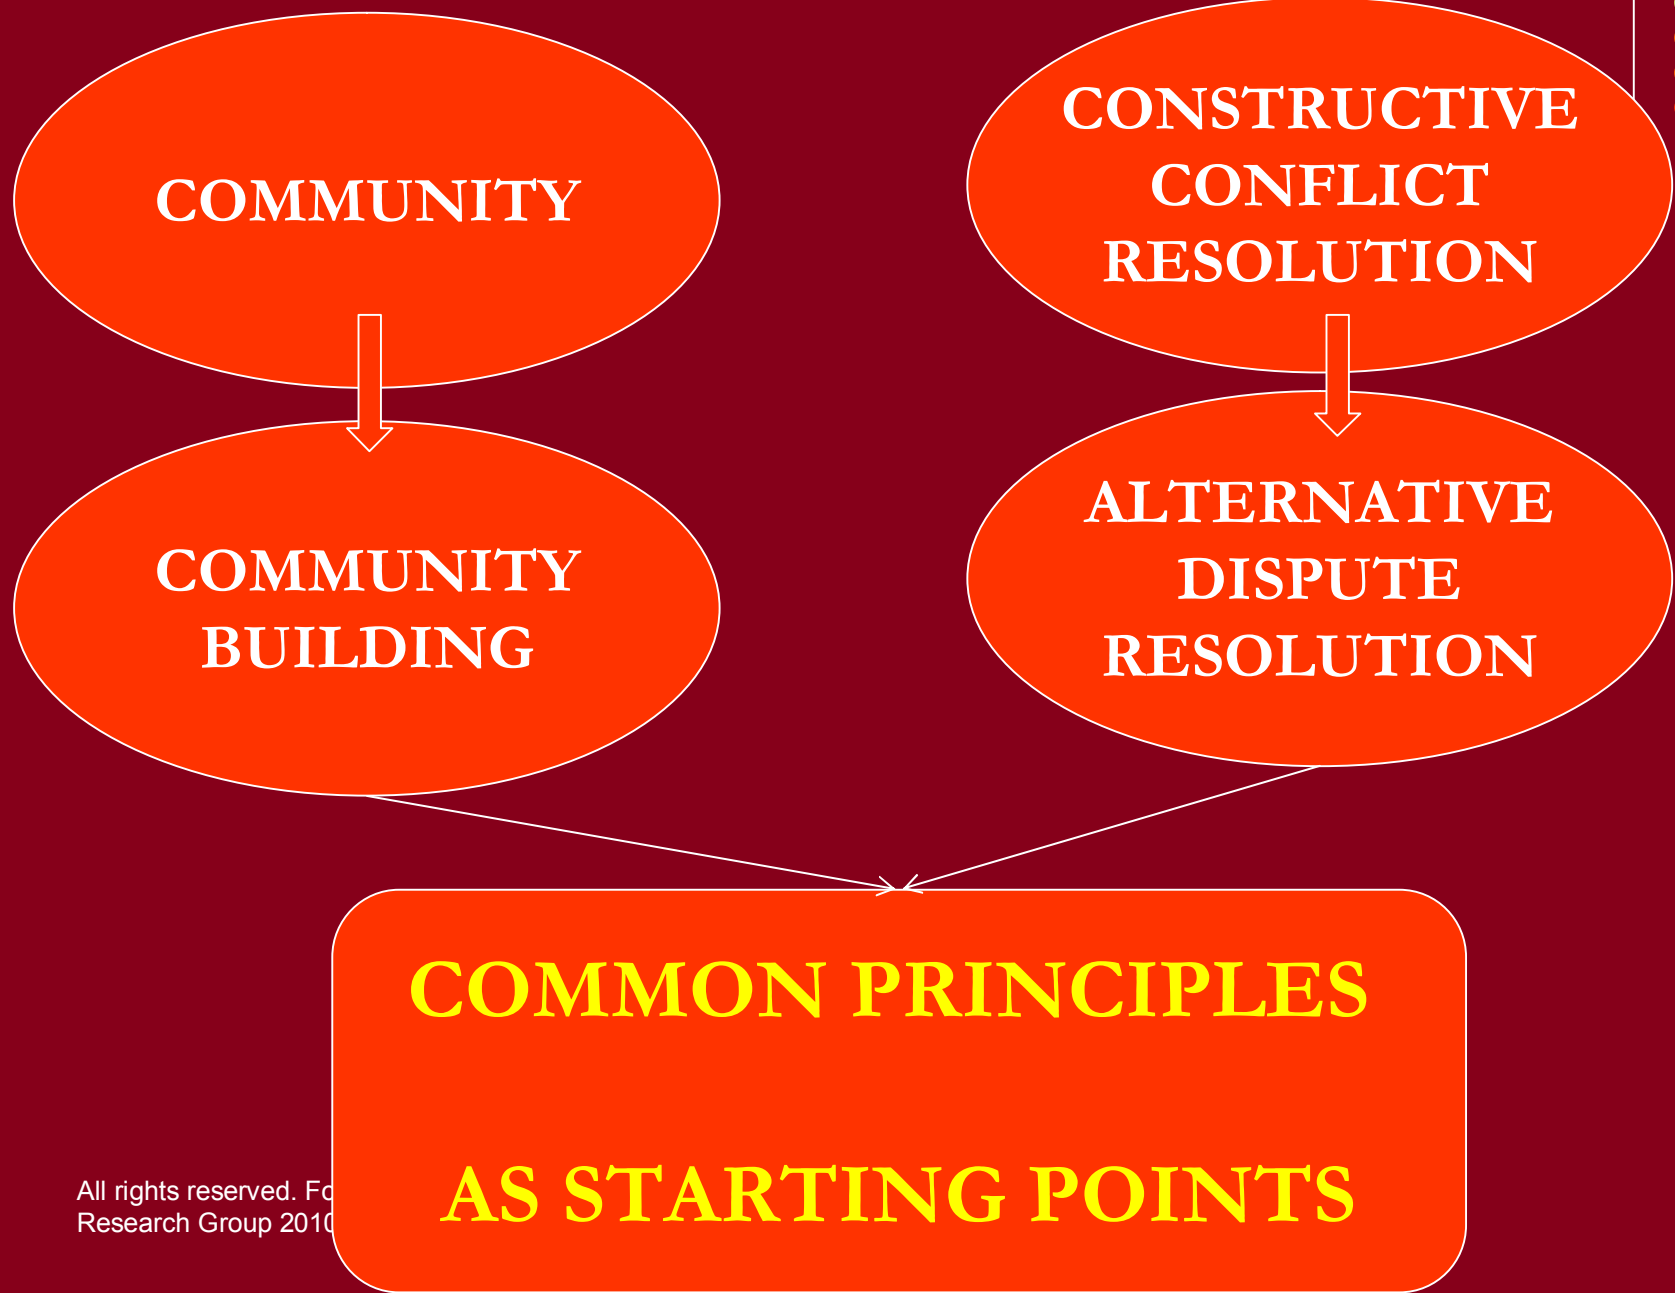 COMMUNITY
CONSTRUCTIVE
CONFLICT
RESOLUTION
COMMUNITY
BUILDING
ALTERNATIVE
DISPUTE
RESOLUTION
COMMON PRINCIPLES
AS STARTING POINTS
All rights reserved.
Research Group 2010